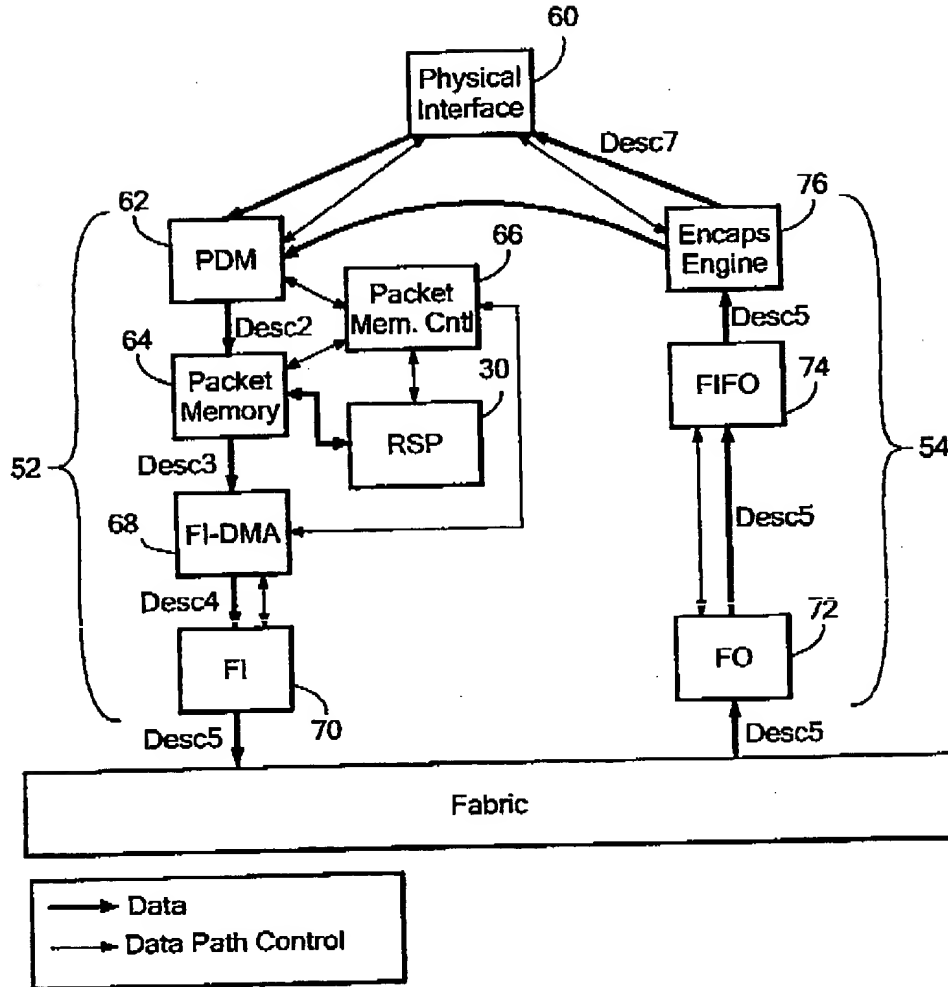 60
Physical
Interface
Desc7
62
PDM
66
76
Encaps
Engine
Packet
Mem. Cntl
Desc2
Desc5
64
Packet
Memory
30
RSP
FIFO
74
52
54
Desc3
68
FI-DMA
Desc5
Desc4
72
FI
FO
70
Desc5
Desc5
Fabric
Data
Data Path Control